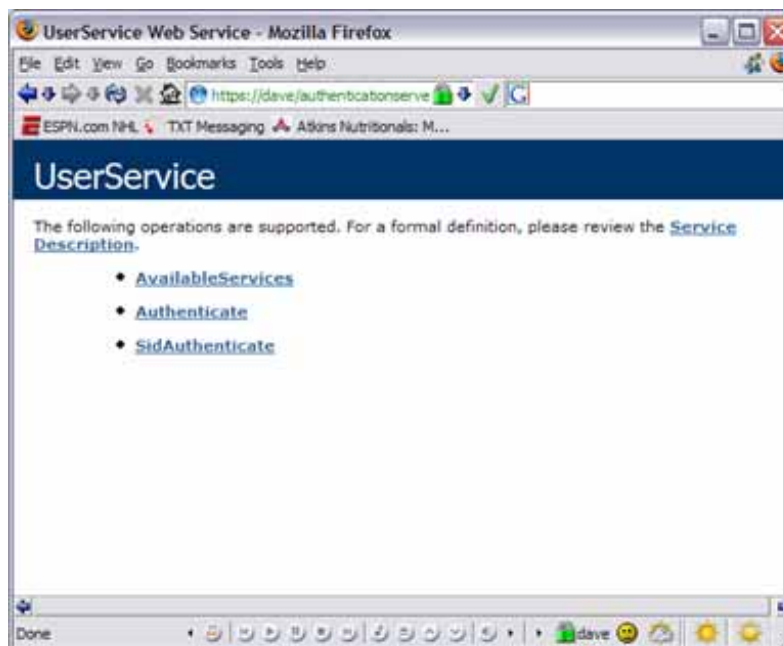 UserService Web Service - Mozilla Firefox
File Edit View Go Bookmarks Tools Help
https://dave/authenticationserve
ESPN.com NHL TXT Messaging Atkins Nutritionals: M...
UserService
The following operations are supported. For a formal definition, please review the Service
Description.
AvailableServices
Authenticate
SidAuthenticate
Done dave